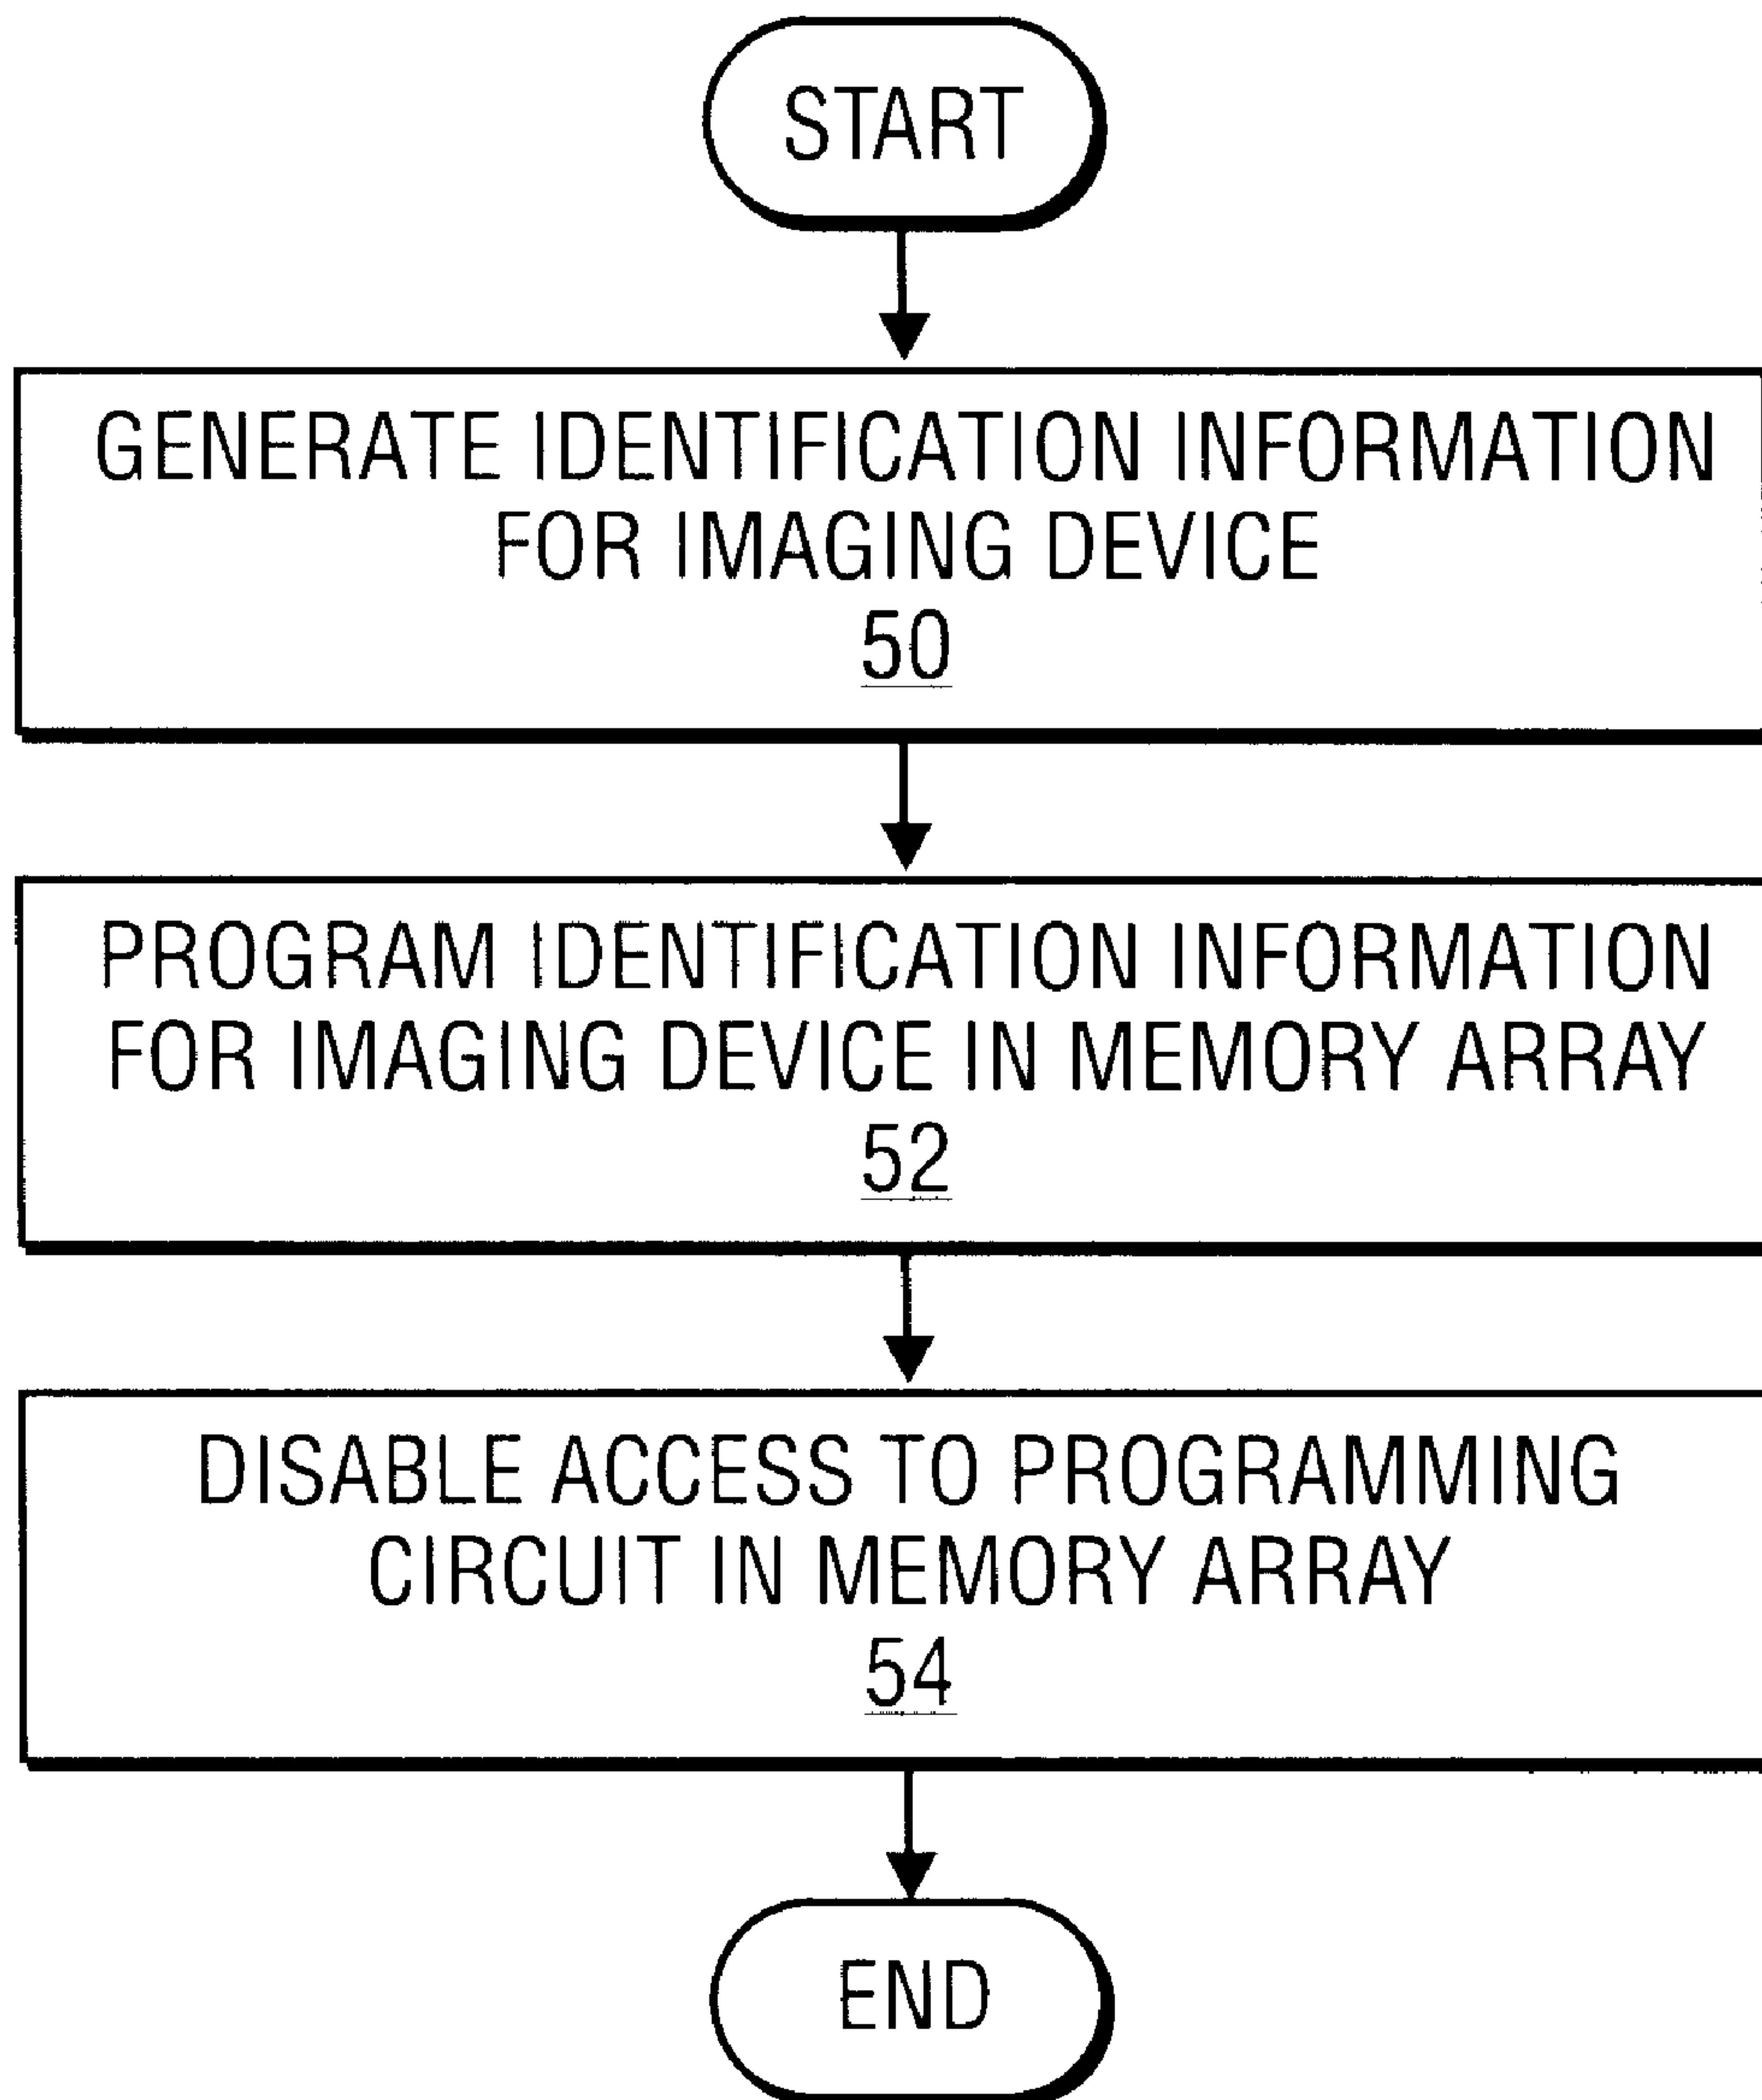 START
GENERATE IDENTIFICATION INFORMATION
FOR IMAGING DEVICE
50
PROGRAM IDENTIFICATION INFORMATION
FOR IMAGING DEVICE IN MEMORY ARRAY
52
DISABLE ACCESS TO PROGRAMMING
CIRCUIT IN MEMORY ARRAY
54
END